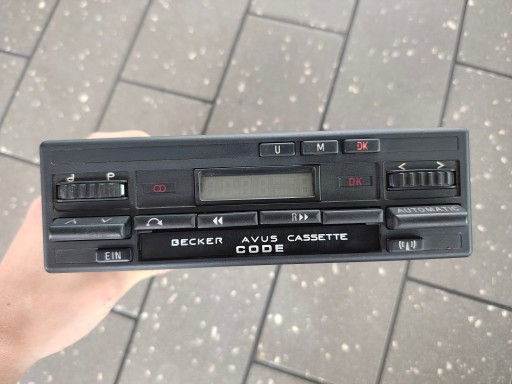 U M DK
d P
< >
CD
DK
R
AUTOMATIC
BECKER AVUS CASSETTE
CODE
EIN